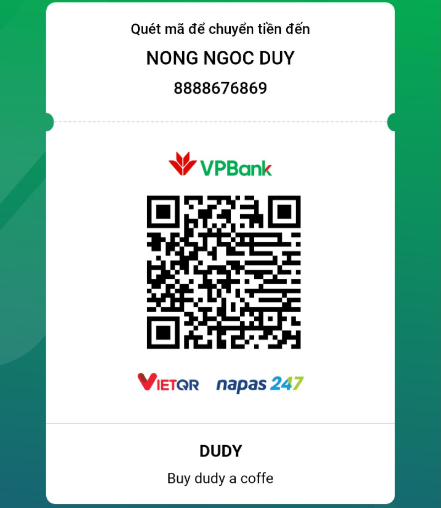 Quét mã để chuyển tiền đến
NONG NGOC DUY
8888676869
VPBank
VIETQR napas 247
DUDY
Buy dudy a coffe